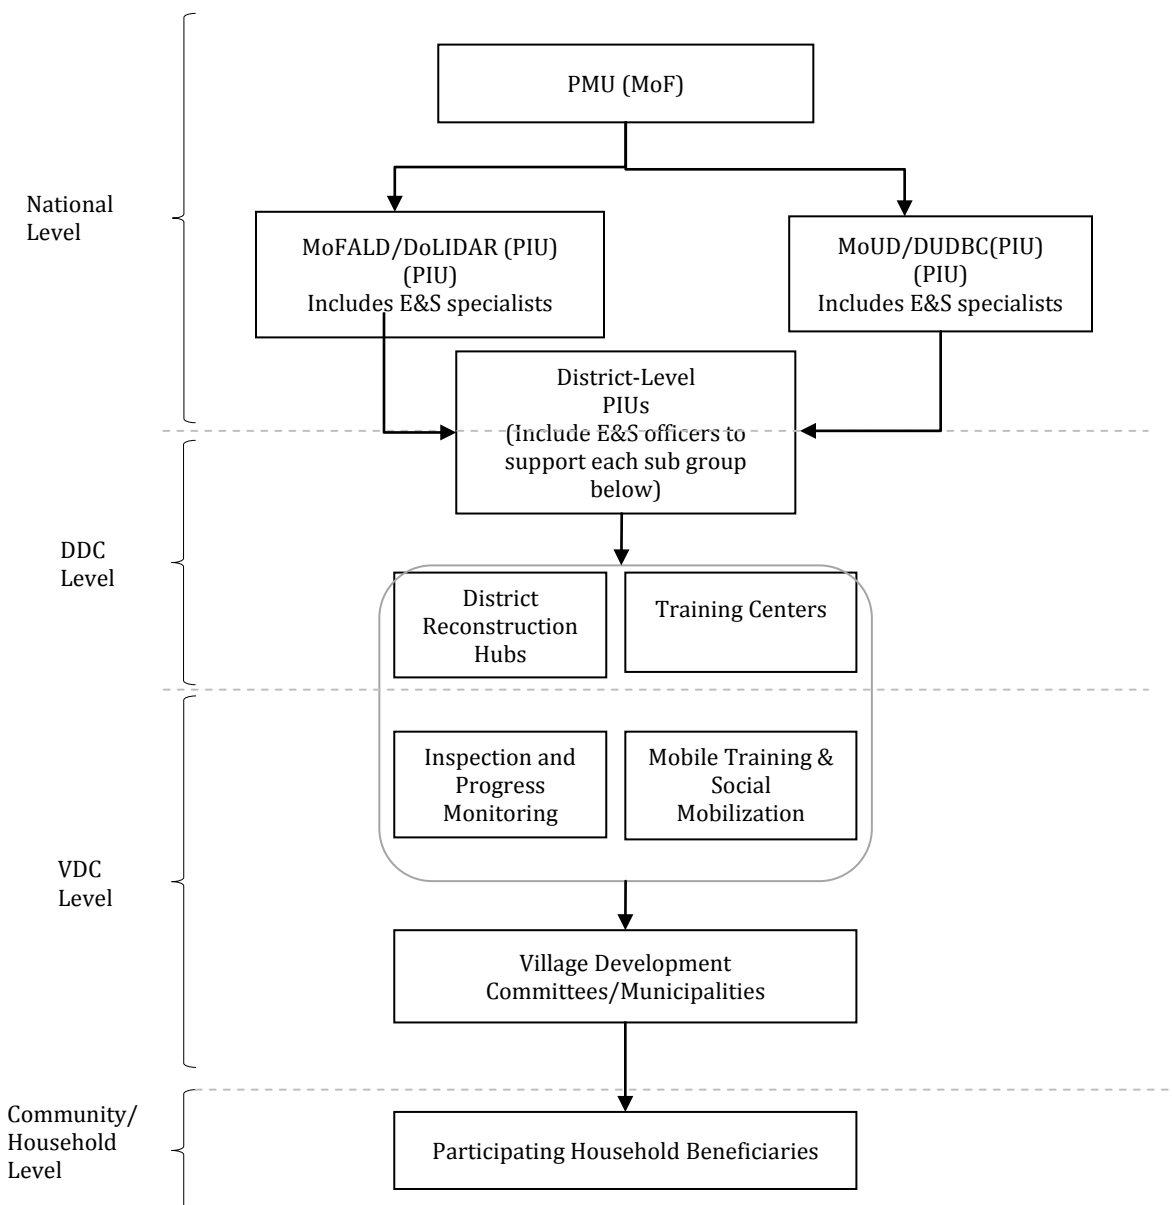 PMU (MoF)
National
Level
MoFALD/DoLIDAR (PIU)
(PIU)
Includes E&S specialists
MoUD/DUDBC(PIU)
(PIU)
Includes E&S specialists
District-Level
PIUs
(Include E&S officers to
support each sub group
below)
DDC
Level
District
Reconstruction
Hubs
Training Centers
Inspection and
Progress
Monitoring
Mobile Training &
Social
Mobilization
VDC
Level
Village Development
Committees/Municipalities
Community/
Household
Level
Participating Household Beneficiaries